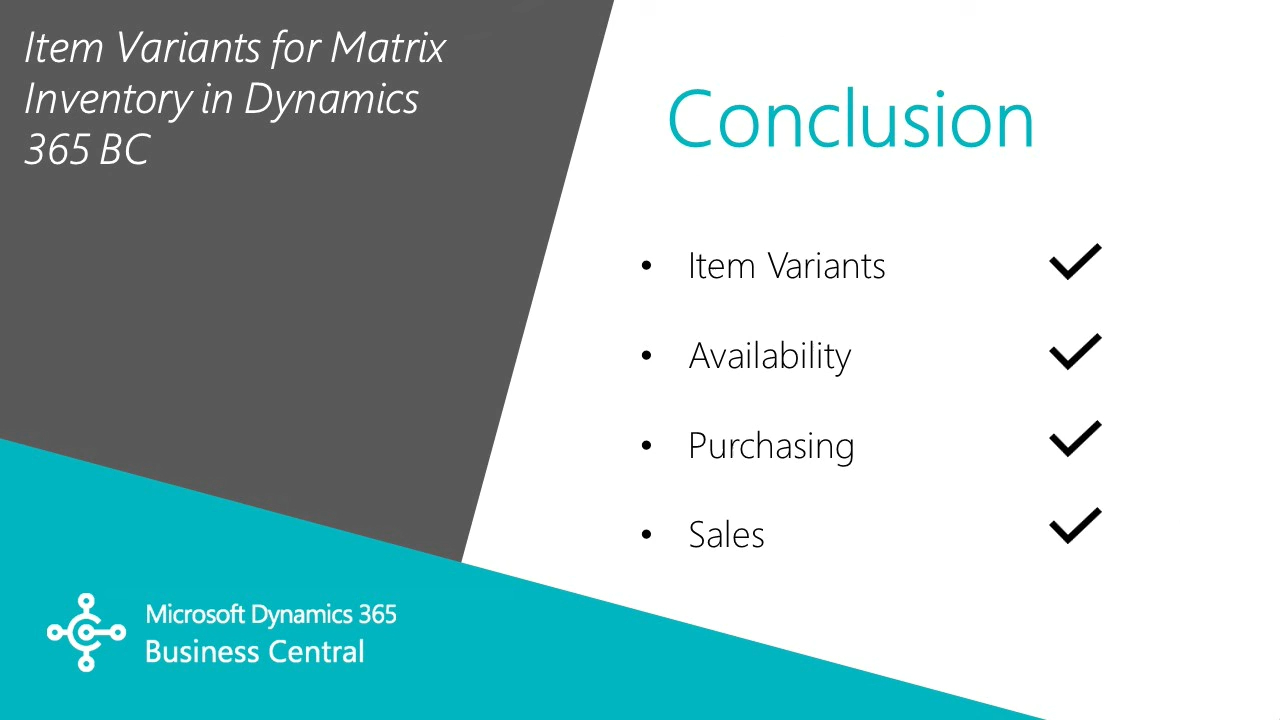 Item Variants for Matrix
Inventory in Dynamics
365 BC
Conclusion
• Item Variants
• Availability
• Purchasing
• Sales
Microsoft Dynamics 365
Business Central